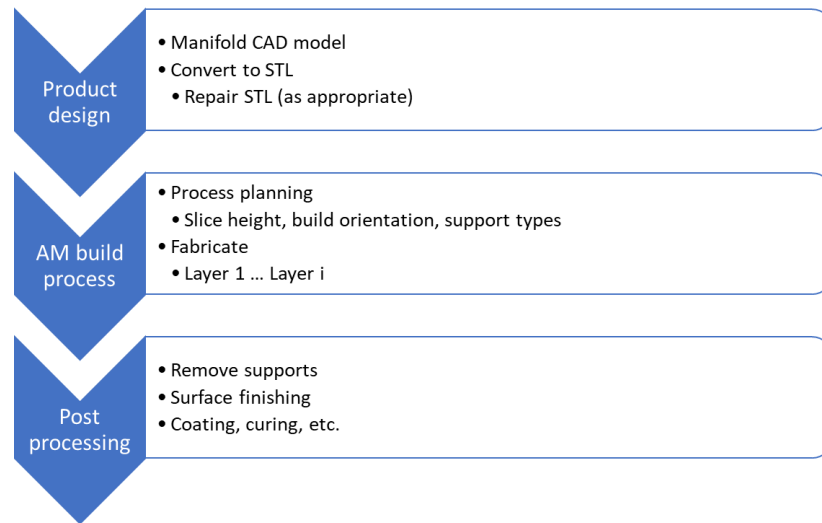 Product
design
• Manifold CAD model
• Convert to STL
• Repair STL (as appropriate)
AM build
process
• Process planning
• Slice height, build orientation, support types
• Fabricate
• Layer 1 … Layer i
Post
processing
• Remove supports
• Surface finishing
• Coating, curing, etc.